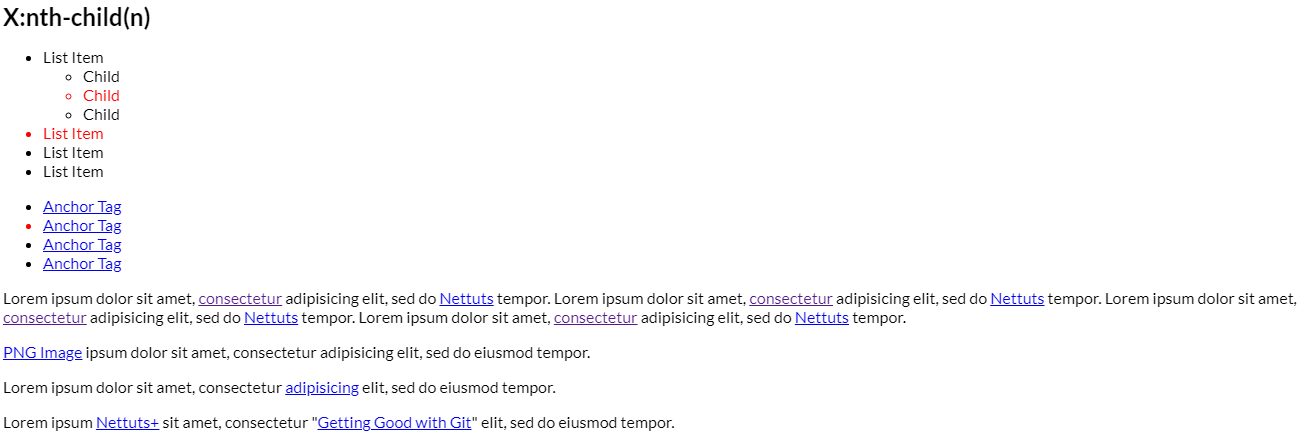 X:nth-child(n)
List Item
Child
Child
Child
List Item
List Item
List Item
Anchor Tag
Anchor Tag
Anchor Tag
Anchor Tag
Lorem ipsum dolor sit amet, consectetur adipisicing elit, sed do Nettuts tempor. Lorem ipsum dolor sit amet, consectetur adipisicing elit, sed do Nettuts tempor. Lorem ipsum dolor sit amet,
consectetur adipisicing elit, sed do Nettuts tempor. Lorem ipsum dolor sit amet, consectetur adipisicing elit, sed do Nettuts tempor.
PNG Image ipsum dolor sit amet, consectetur adipisicing elit, sed do eiusmod tempor.
Lorem ipsum dolor sit amet, consectetur adipisicing elit, sed do eiusmod tempor.
Lorem ipsum Nettuts+ sit amet, consectetur "Getting Good with Git" elit, sed do eiusmod tempor.